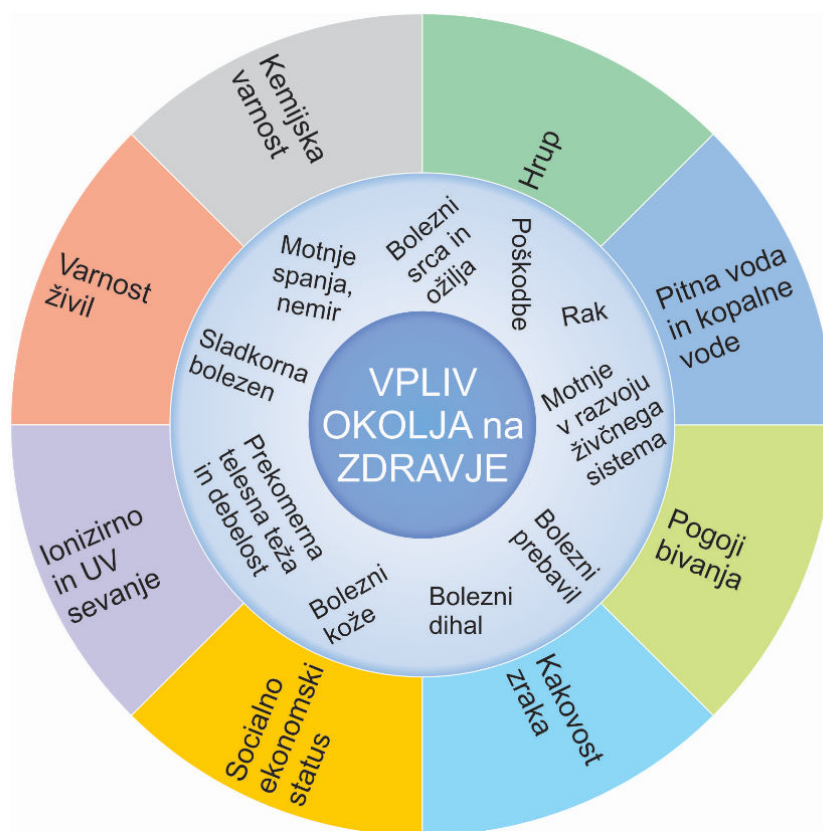 Kemijska
varnost
Hrup
Pitna voda
in kopalne
vode
Pogoji
bivanja
Kakovost
zraka
Socialno
ekonomski
status
Ionizirno
in UV
sevanje
Varnost
živil
Bolezni
srca in
ožilja
Poškodbe
Rak
Motnje
v razvoju
živčnega
sistema
Bolezni
prebavil
Bolezni
dihal
Bolezni
kože
Prekomerna
telesna teža
in debelost
Sladkorna
bolezen
Motnje
spanja,
nemir
VPLIV
OKOLJA na
ZDRAVJE